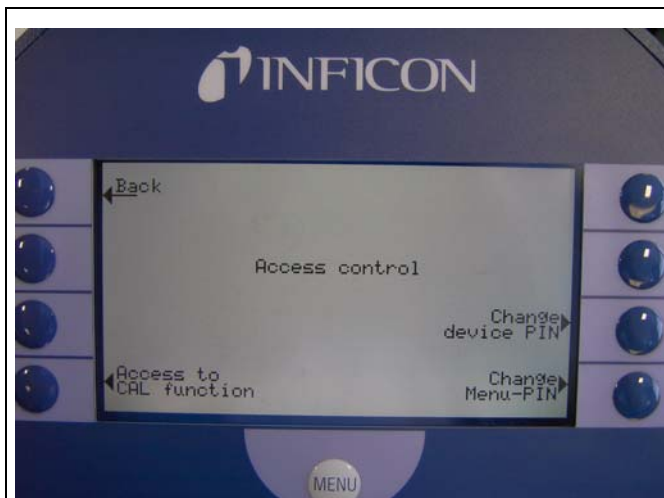 INFICON
Back
Access control
Change
device PIN
Access to
CAL function
Change
Menu-PIN
MENU